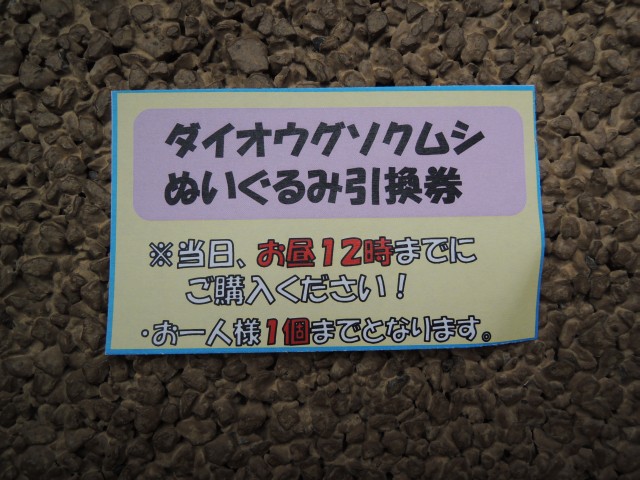 ダイオウグソクムシ
ぬいぐるみ引換券
※当日、お昼12時までに
ご購入ください！
・お一人様1個までとなります。